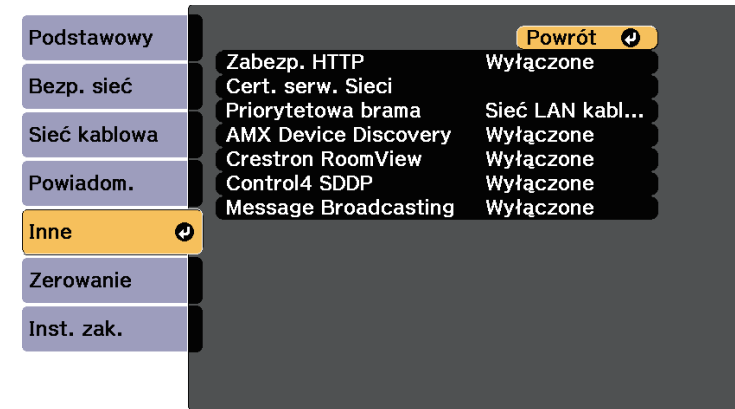 Podstawowy
Bezp. sieć
Sieć kablowa
Powiadom.
Inne
Zerowanie
Inst. zak.
Powrót
Zabezp. HTTP Wyłączone
Cert. serw. Sieci
Priorytetowa brama Sieć LAN kabl...
AMX Device Discovery Wyłączone
Crestron RoomView Wyłączone
Control4 SDDP Wyłączone
Message Broadcasting Wyłączone